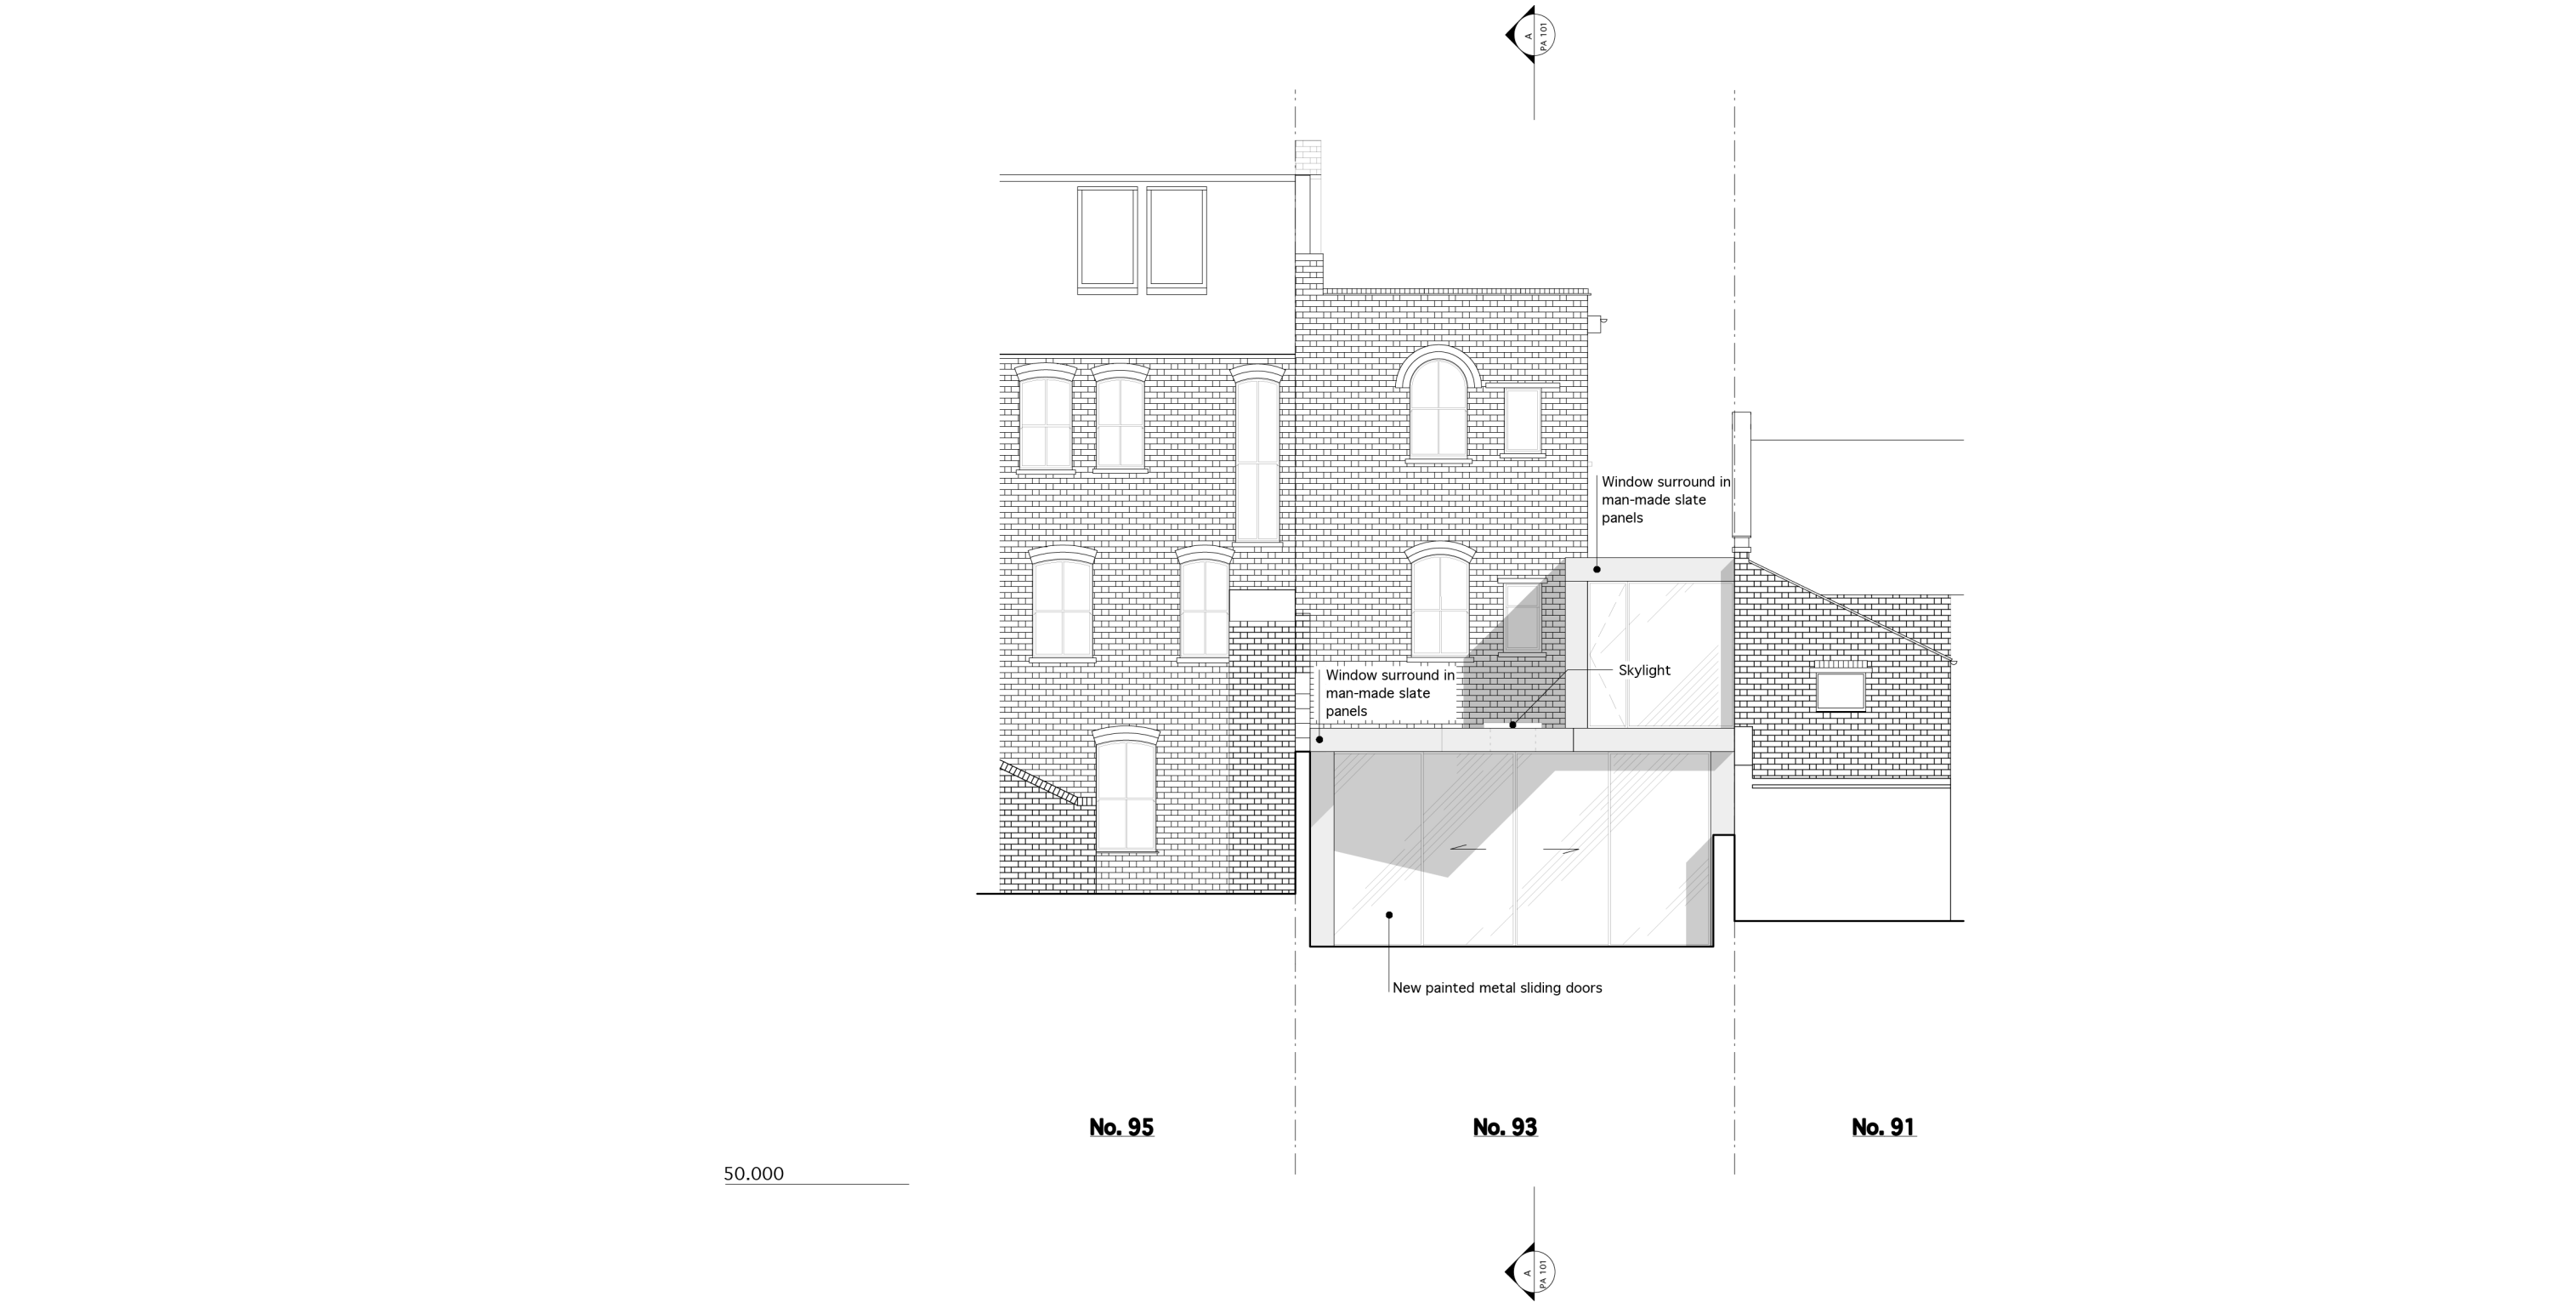 A
PA 101
Window surround in
man-made slate
panels
Window surround in
man-made slate
panels
Skylight
New painted metal sliding doors
No. 95
No. 93
No. 91
50.000
A
PA 101